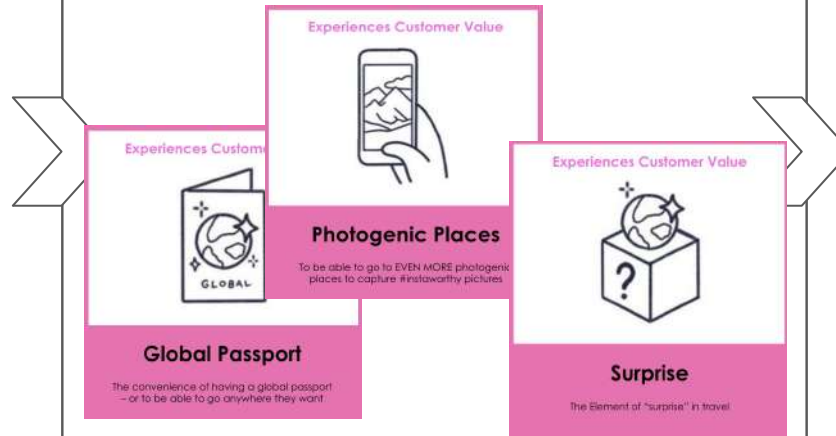 Experiences Customer Value
Photogenic Places
To be able to go to EVEN MORE photogenic
places to capture #instaworthy pictures
Experiences Custome
GLOBAL
Global Passport
The convenience of having a global passport
– or to be able to go anywhere they want
Experiences Customer Value
?
Surprise
The Element of "surprise" in travel